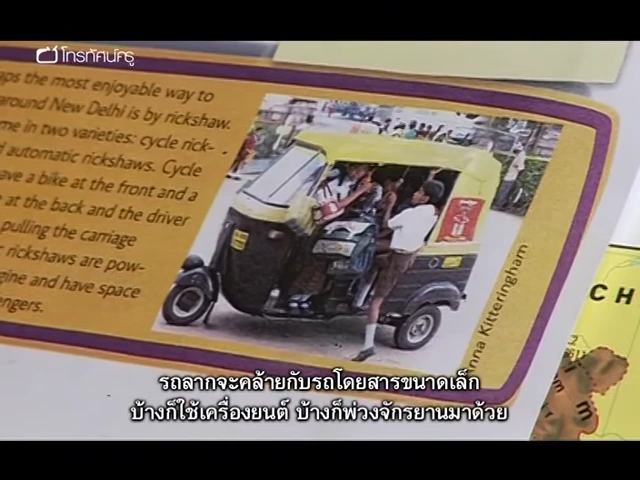 โทรทัศน์ครู
aps the most enjoyable way to
around New Delhi is by rickshaw.
me in two varieties: cycle rick-
d automatic rickshaws. Cycle
ave a bike at the front and a
at the back and the driver
pulling the carriage
c rickshaws are pow-
gine and have space
engers.
nna Kitteringham
C H
รถลากจะคล้ายกับรถโดยสารขนาดเล็ก
บ้างก็ใช้เครื่องยนต์ บ้างก็พ่วงจักรยานมาด้วย